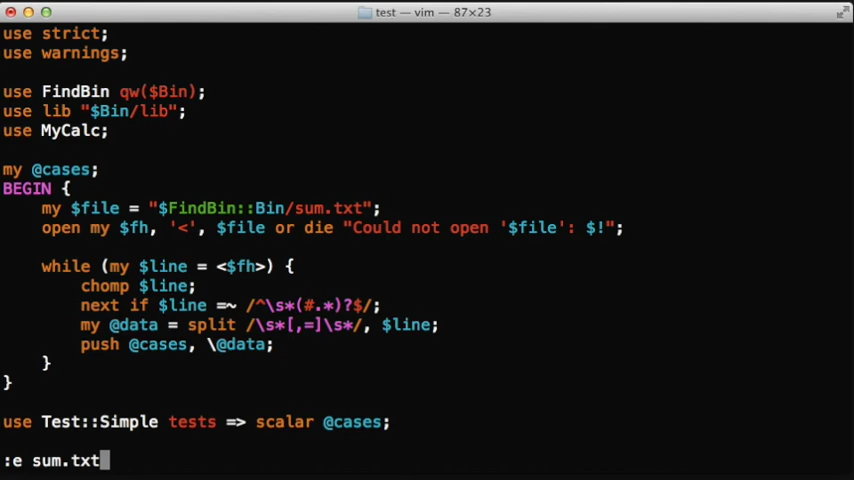 test — vim — 87×23
use strict;
use warnings;
use FindBin qw($Bin);
use lib "$Bin/lib";
use MyCalc;
my @cases;
BEGIN {
    my $file = "$FindBin::Bin/sum.txt";
    open my $fh, '<', $file or die "Could not open '$file': $!";
    while (my $line = <$fh>) {
        chomp $line;
        next if $line =~ /^\s*(#.*)?$/;
        my @data = split /\s*[,=]\s*/, $line;
        push @cases, \@data;
    }
}
use Test::Simple tests => scalar @cases;
:e sum.txt